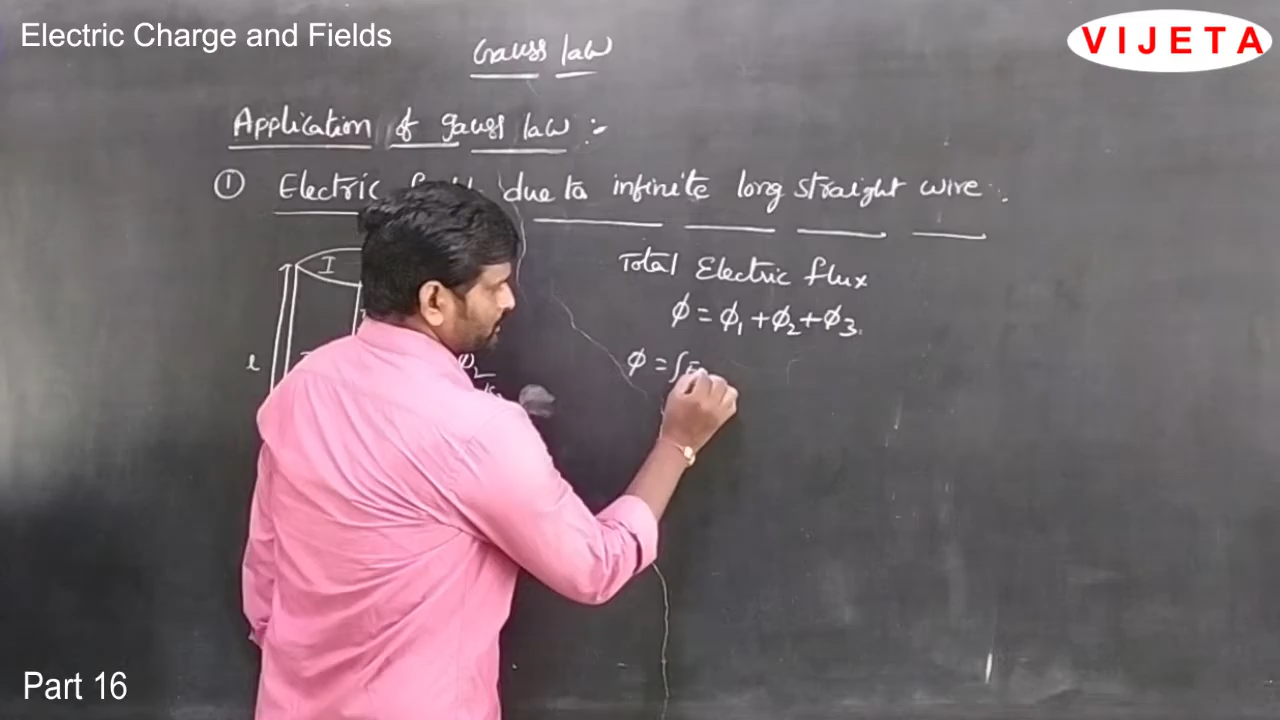 Electric Charge and Fields
VIJETA
Gauss law
Application of gauss law :-
① Electric due to infinite long straight wire.
Total Electric flux
I
ϕ = ϕ₁ + ϕ₂ + ϕ₃.
l
ϕ = ∫E
Part 16